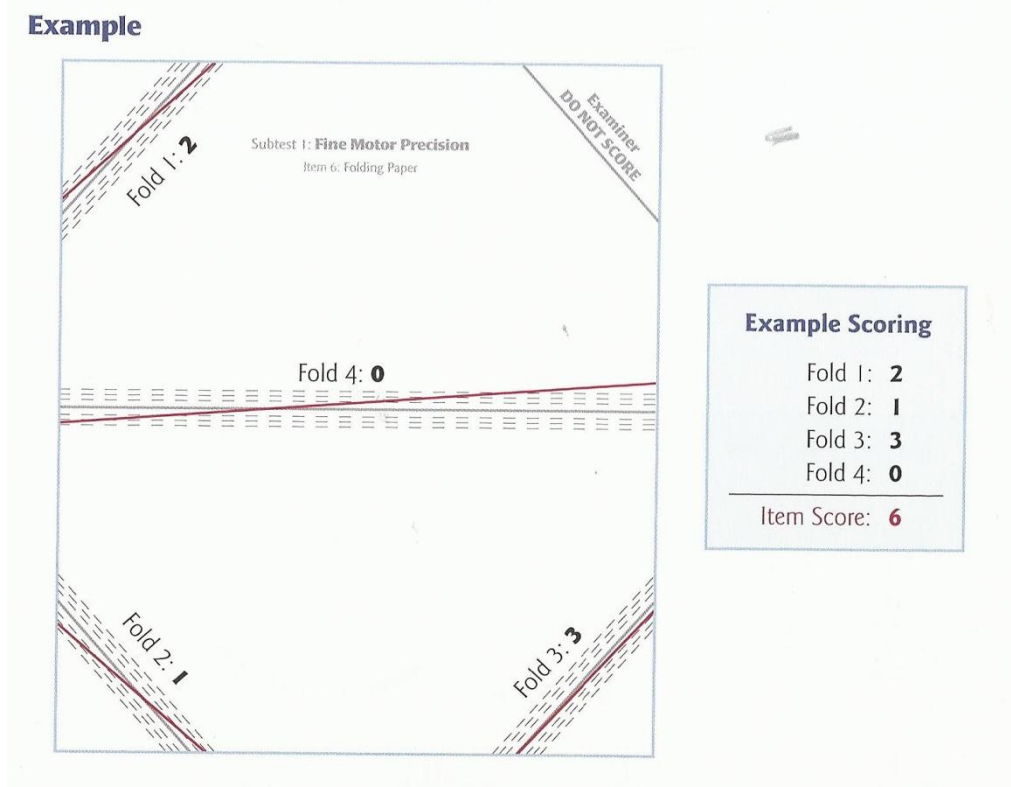 Example
Examiner
DO NOT SCORE
Subtest 1: Fine Motor Precision
Item 6: Folding Paper
Fold 1: 2
Fold 4: 0
Example Scoring
Fold 1: 2
Fold 2: 1
Fold 3: 3
Fold 4: 0
Item Score: 6
Fold 2: 1
Fold 3: 3